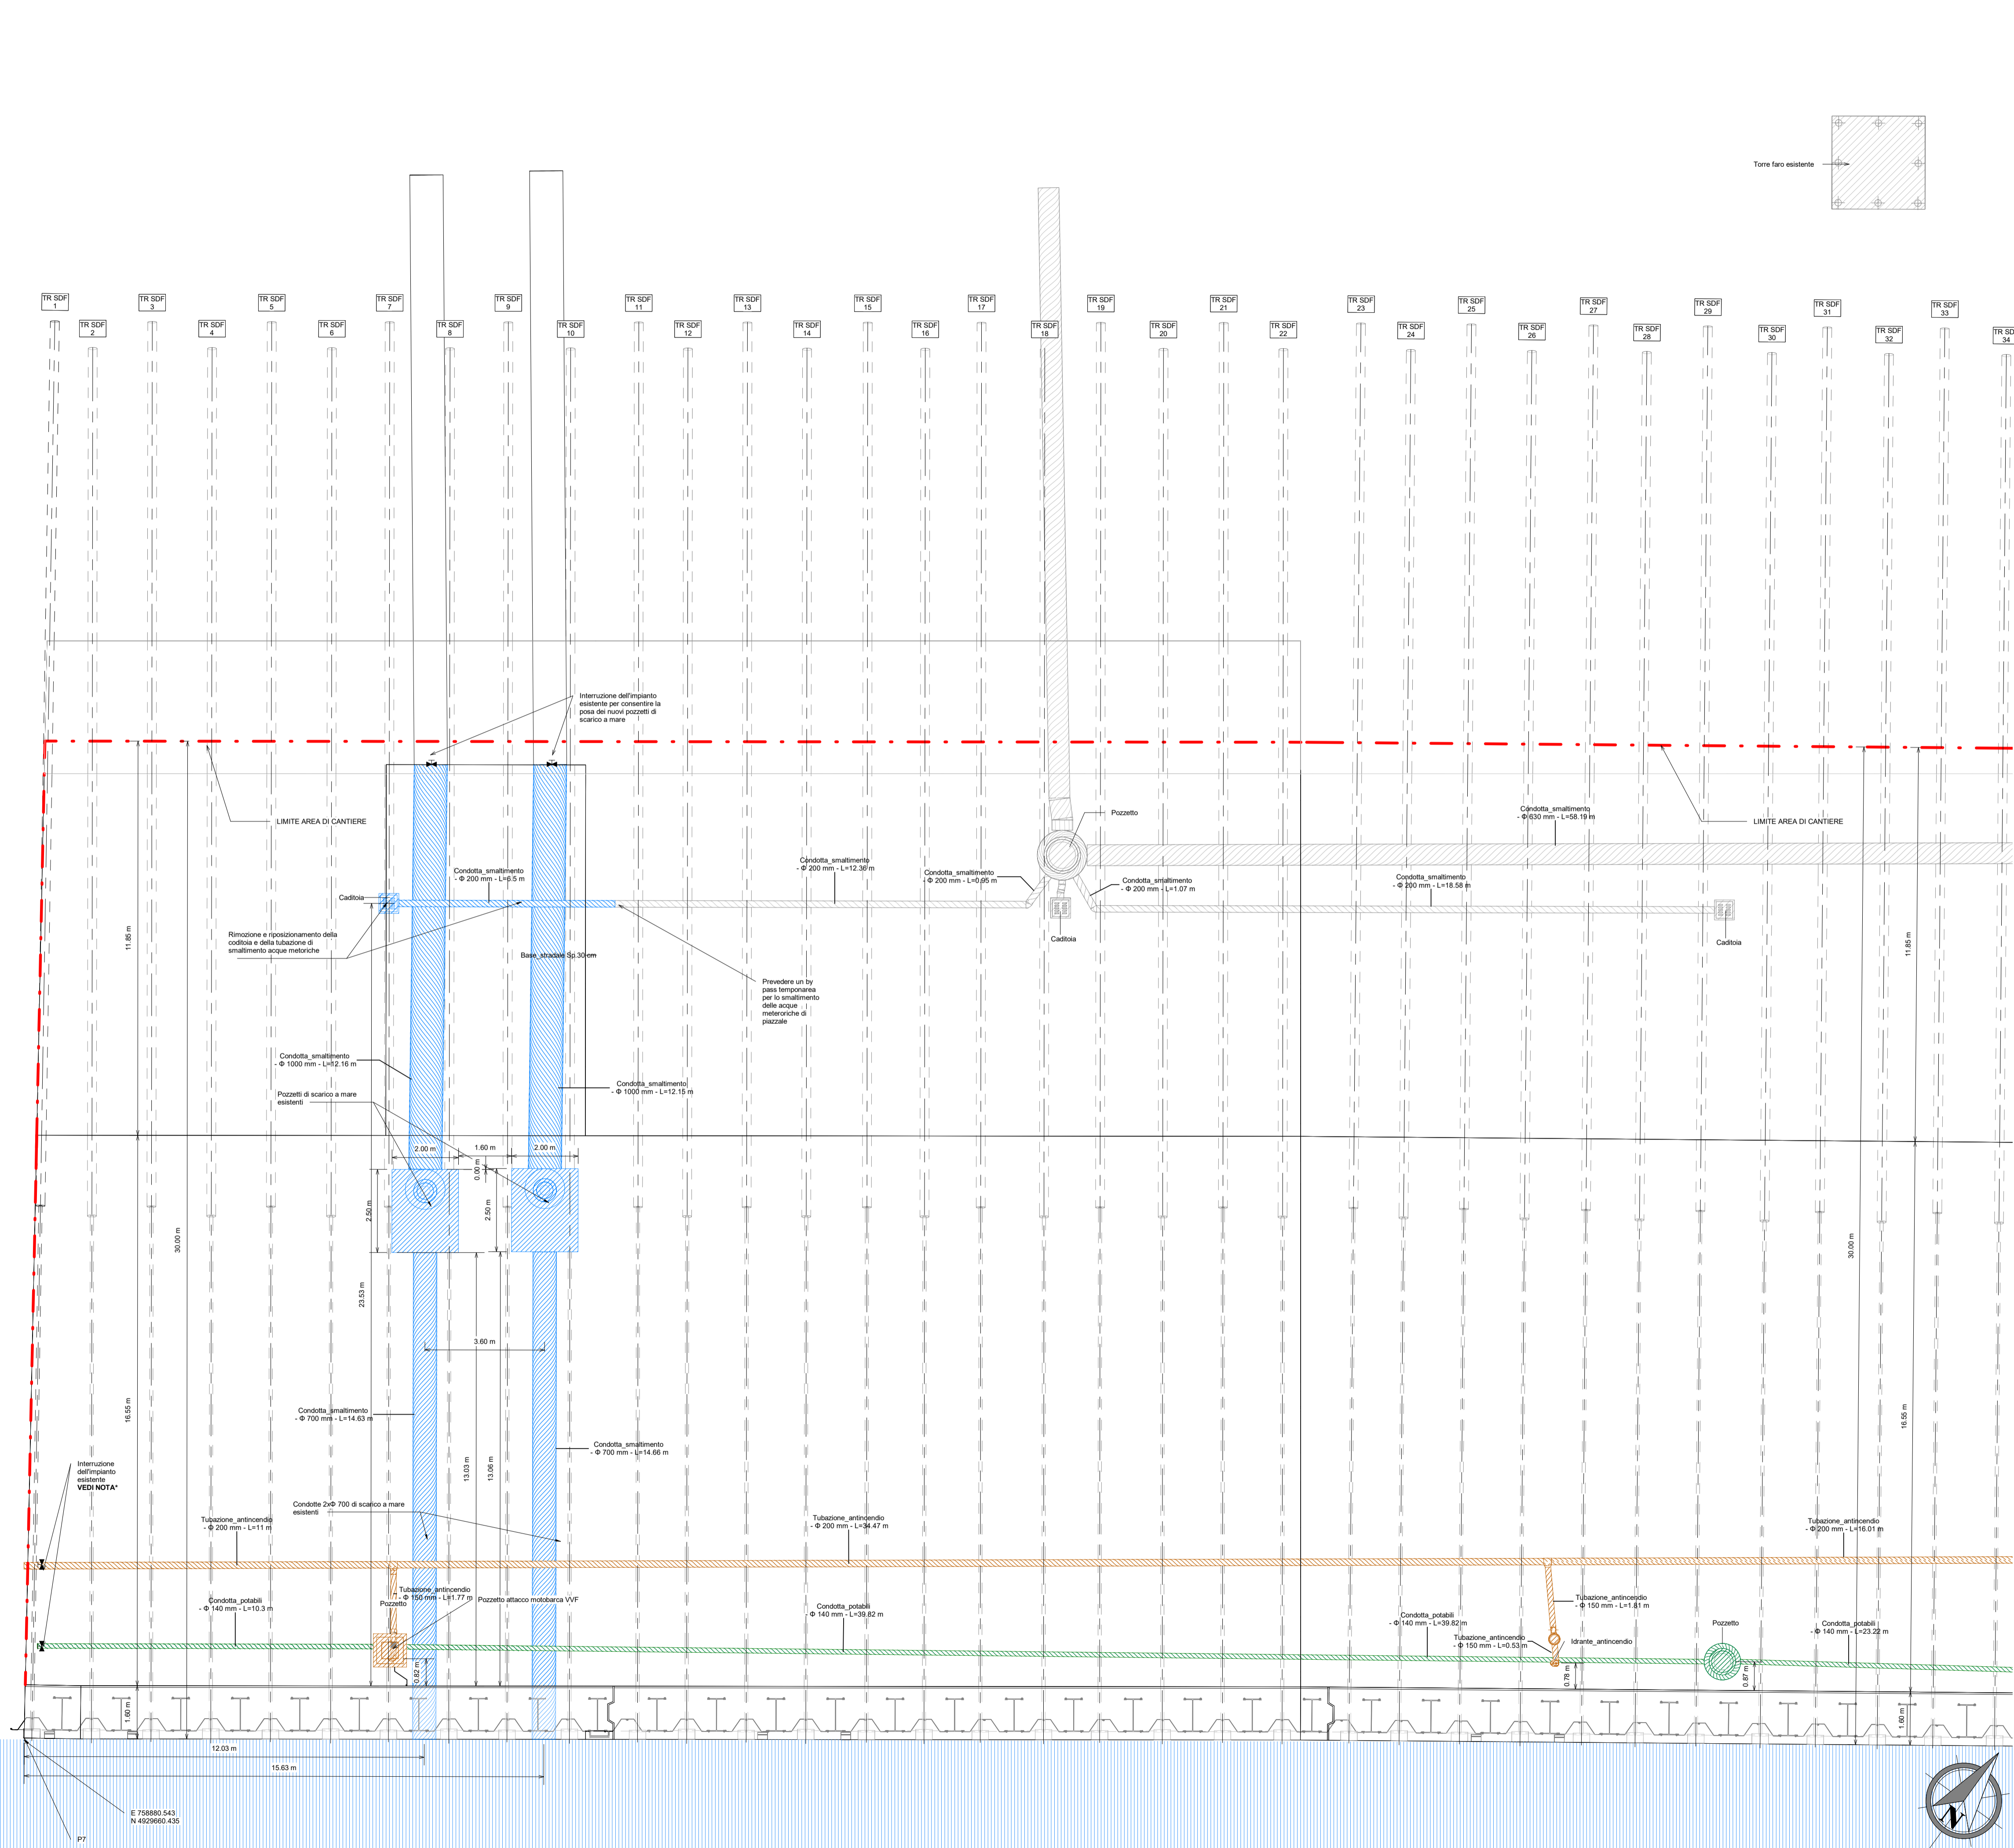 Torre faro esistente
TR SDF
1
TR SDF
3
TR SDF
5
TR SDF
7
TR SDF
9
TR SDF
11
TR SDF
13
TR SDF
15
TR SDF
17
TR SDF
19
TR SDF
21
TR SDF
23
TR SDF
25
TR SDF
27
TR SDF
29
TR SDF
31
TR SDF
33
TR SDF
2
TR SDF
4
TR SDF
6
TR SDF
8
TR SDF
10
TR SDF
12
TR SDF
14
TR SDF
16
TR SDF
18
TR SDF
20
TR SDF
22
TR SDF
24
TR SDF
26
TR SDF
28
TR SDF
30
TR SDF
32
TR SD
34
Interruzione dell'impianto
esistente per consentire la
posa dei nuovi pozzetti di
scarico a mare
LIMITE AREA DI CANTIERE
Pozzetto
Condotta_smaltimento
- Φ 630 mm - L=58.19 m
LIMITE AREA DI CANTIERE
Condotta_smaltimento
- Φ 200 mm - L=6.5 m
Condotta_smaltimento
- Φ 200 mm - L=12.36 m
Condotta_smaltimento
- Φ 200 mm - L=0.95 m
Condotta_smaltimento
- Φ 200 mm - L=1.07 m
Condotta_smaltimento
- Φ 200 mm - L=18.58 m
Caditoia
Caditoia
Caditoia
Rimozione e riposizionamento della
coditoia e della tubazione di
smaltimento acque metoriche
11.85 m
11.85 m
Base_stradale Sp.30 cm
Prevedere un by
pass temponarea
per lo smaltimento
delle acque
meteroriche di
piazzale
Condotta_smaltimento
- Φ 1000 mm - L=12.16 m
Condotta_smaltimento
- Φ 1000 mm - L=12.15 m
Pozzetti di scarico a mare
esistenti
2.00 m
1.60 m
2.00 m
0.00 m
2.50 m
2.50 m
30.00 m
30.00 m
23.53 m
3.60 m
16.55 m
16.55 m
Condotta_smaltimento
- Φ 700 mm - L=14.63 m
Condotta_smaltimento
- Φ 700 mm - L=14.66 m
13.03 m
13.06 m
Interruzione
dell'impianto
esistente
VEDI NOTA*
Condotte 2xΦ 700 di scarico a mare
esistenti
Tubazione_antincendio
- Φ 200 mm - L=11 m
Tubazione_antincendio
- Φ 200 mm - L=34.47 m
Tubazione_antincendio
- Φ 200 mm - L=16.01 m
Tubazione_antincendio
- Φ 150 mm - L=1.77 m
Pozzetto
Pozzetto attacco motobarca VVF
Condotta_potabili
- Φ 140 mm - L=10.3 m
Condotta_potabili
- Φ 140 mm - L=39.82 m
Condotta_potabili
- Φ 140 mm - L=39.82 m
Tubazione_antincendio
- Φ 150 mm - L=1.81 m
Tubazione_antincendio
- Φ 150 mm - L=0.53 m
Idrante_antincendio
Pozzetto
Condotta_potabili
- Φ 140 mm - L=23.22 m
0.82 m
0.78 m
0.87 m
1.60 m
1.60 m
12.03 m
15.63 m
E 758880.543
N 4929660.435
P7
N